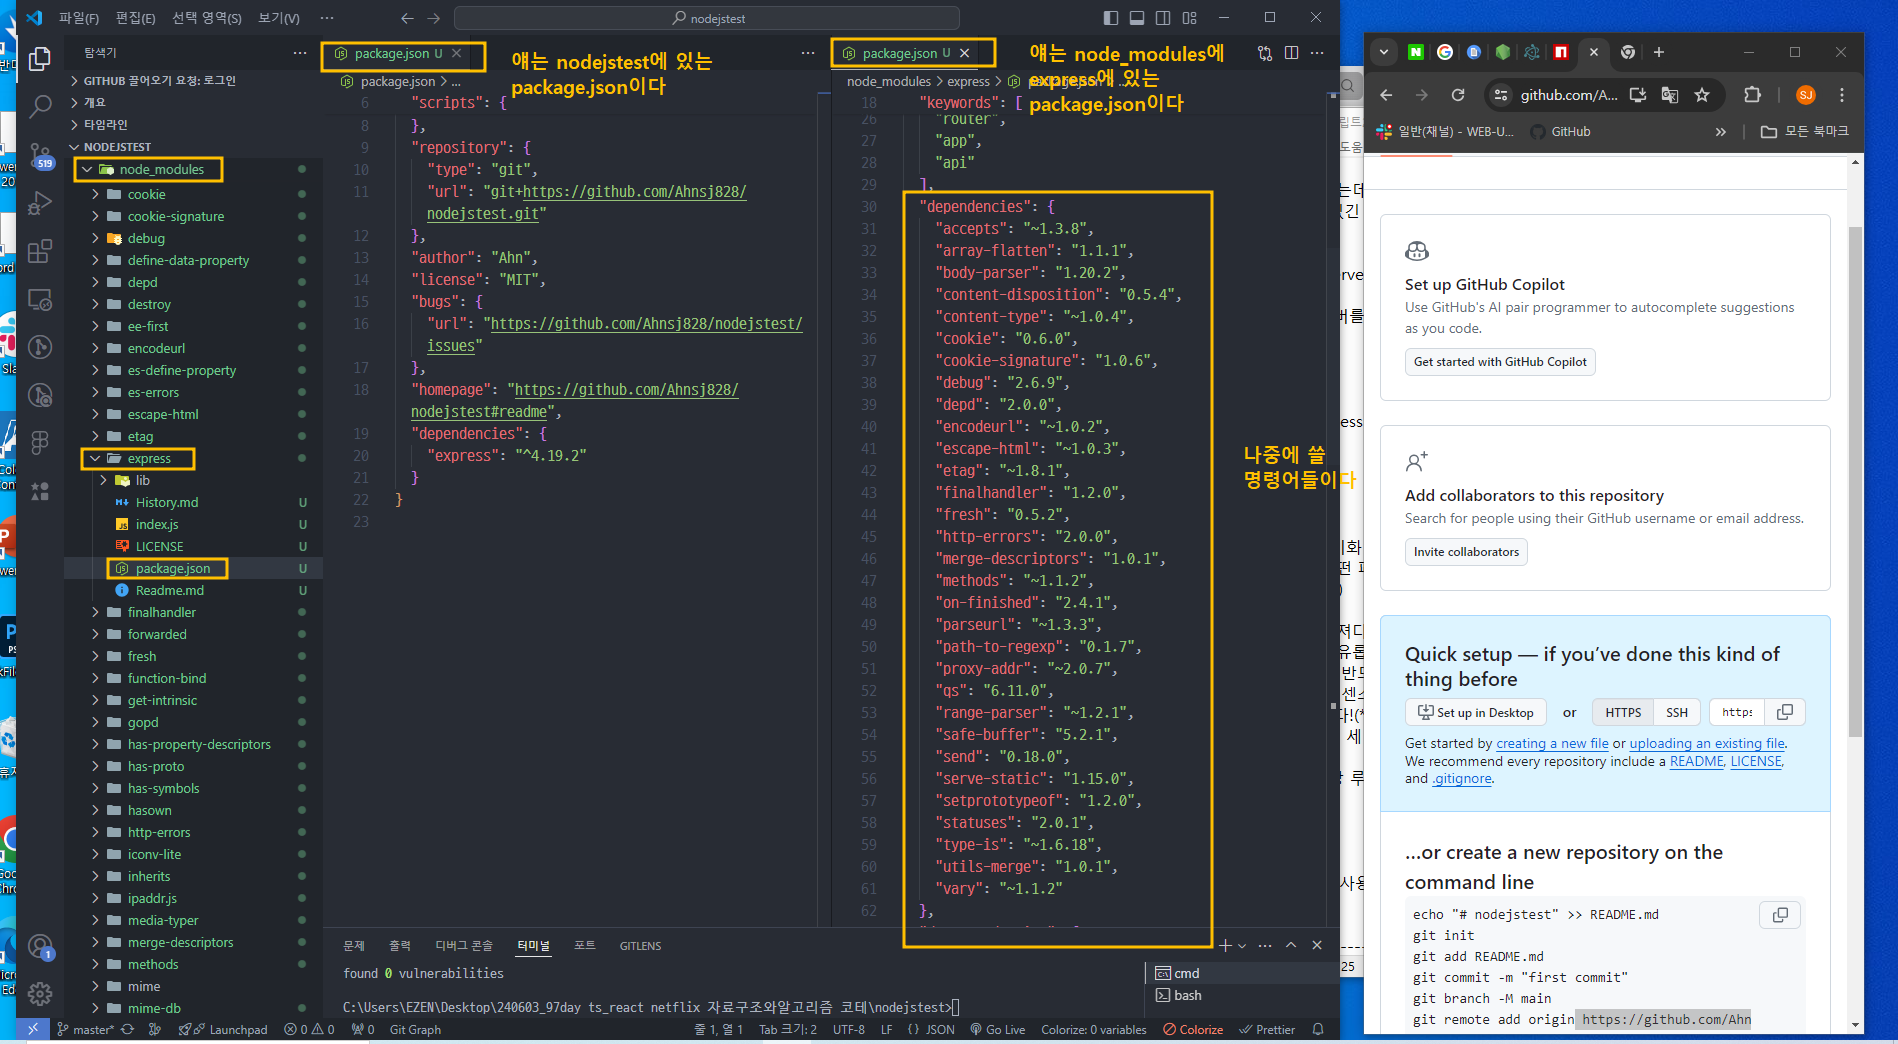 파일(F) 편집(E) 선택 영역(S) 보기(V) ···
nodejstest
탐색기
GITHUB 끌어오기 요청: 로그인
개요
타임라인
NODEJSTEST
node_modules
cookie
cookie-signature
debug
define-data-property
depd
destroy
ee-first
encodeurl
es-define-property
es-errors
escape-html
etag
express
lib
History.md U
index.js U
LICENSE U
package.json U
Readme.md U
finalhandler
forwarded
fresh
function-bind
get-intrinsic
gopd
has-property-descriptors
has-proto
has-symbols
hasown
http-errors
iconv-lite
inherits
ipaddr.js
media-typer
merge-descriptors
methods
mime
mime-db
519
1
package.json U
얘는 nodejstest에 있는
package.json이다
package.json > ...
6 "scripts": {
8 },
9 "repository": {
10 "type": "git",
11 "url": "git+https://github.com/Ahnsj828/
nodejstest.git"
12 },
13 "author": "Ahn",
14 "license": "MIT",
15 "bugs": {
16 "url": "https://github.com/Ahnsj828/nodejstest/
issues"
17 },
18 "homepage": "https://github.com/Ahnsj828/
nodejstest#readme",
19 "dependencies": {
20 "express": "^4.19.2"
21 }
22 }
23
package.json U
얘는 node_modules에
express에 있는
package.json이다
node_modules > express >
18 "keywords": [
26 "router",
27 "app",
28 "api"
29 ],
30 "dependencies": {
31 "accepts": "~1.3.8",
32 "array-flatten": "1.1.1",
33 "body-parser": "1.20.2",
34 "content-disposition": "0.5.4",
35 "content-type": "~1.0.4",
36 "cookie": "0.6.0",
37 "cookie-signature": "1.0.6",
38 "debug": "2.6.9",
39 "depd": "2.0.0",
40 "encodeurl": "~1.0.2",
41 "escape-html": "~1.0.3",
42 "etag": "~1.8.1",
43 "finalhandler": "1.2.0",
44 "fresh": "0.5.2",
45 "http-errors": "2.0.0",
46 "merge-descriptors": "1.0.1",
47 "methods": "~1.1.2",
48 "on-finished": "2.4.1",
49 "parseurl": "~1.3.3",
50 "path-to-regexp": "0.1.7",
51 "proxy-addr": "~2.0.7",
52 "qs": "6.11.0",
53 "range-parser": "~1.2.1",
54 "safe-buffer": "5.2.1",
55 "send": "0.18.0",
56 "serve-static": "1.15.0",
57 "setprototypeof": "1.2.0",
58 "statuses": "2.0.1",
59 "type-is": "~1.6.18",
60 "utils-merge": "1.0.1",
61 "vary": "~1.1.2"
62 },
나중에 쓸
명령어들이다
문제 출력 디버그 콘솔 터미널 포트 GITLENS
found 0 vulnerabilities
C:\Users\EZEN\Desktop\240603_97day ts_react netflix 자료구조와알고리즘 코테\nodejstest>
cmd
bash
master* Launchpad 0 0 0 Git Graph 줄 1, 열 1 Tab 크기: 2 UTF-8 LF {} JSON Go Live Colorize: 0 variables Colorize Prettier
github.com/A...
SJ
일반(채널) - WEB-U... GitHub » 모든 북마크
Set up GitHub Copilot
Use GitHub's AI pair programmer to autocomplete suggestions
as you code.
Get started with GitHub Copilot
Add collaborators to this repository
Search for people using their GitHub username or email address.
Invite collaborators
Quick setup — if you've done this kind of
thing before
Set up in Desktop or HTTPS SSH https
Get started by creating a new file or uploading an existing file.
We recommend every repository include a README, LICENSE,
and .gitignore.
...or create a new repository on the
command line
echo "# nodejstest" >> README.md
git init
git add README.md
git commit -m "first commit"
git branch -M main
git remote add origin https://github.com/Ahn